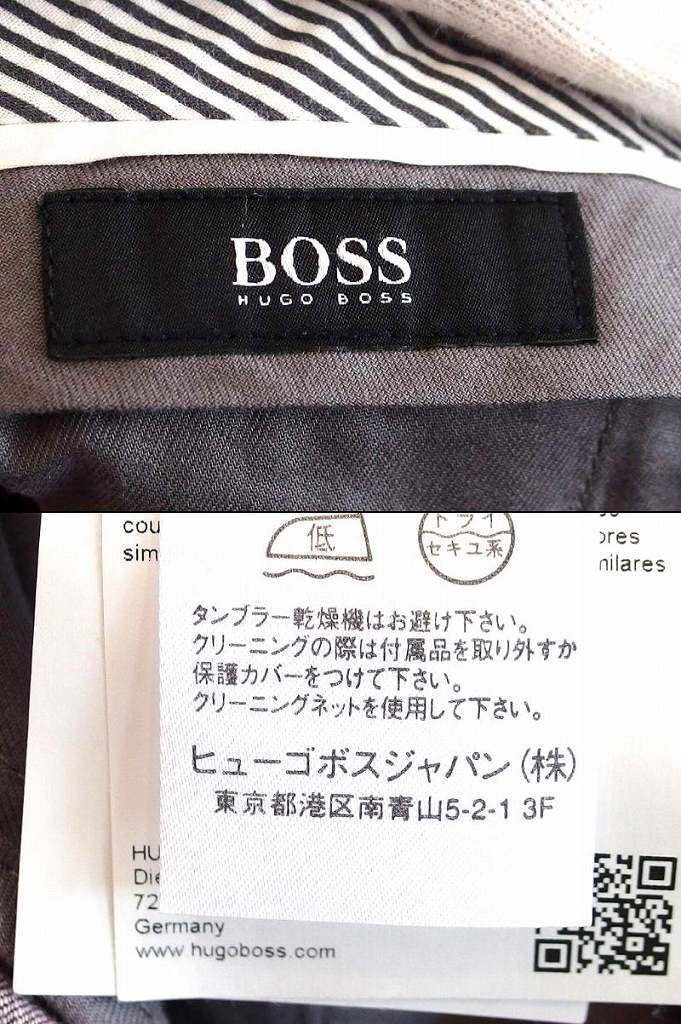 BOSS
HUGO BOSS
cou
sim
低
ドライ
セキユ系
ores
milares
タンブラー乾燥機はお避け下さい。
クリーニングの際は付属品を取り外すか
保護カバーをつけて下さい。
クリーニングネットを使用して下さい。
ヒューゴボスジャパン(株)
東京都港区南青山5-2-1 3F
HU
Die
72
Germany
www.hugoboss.com